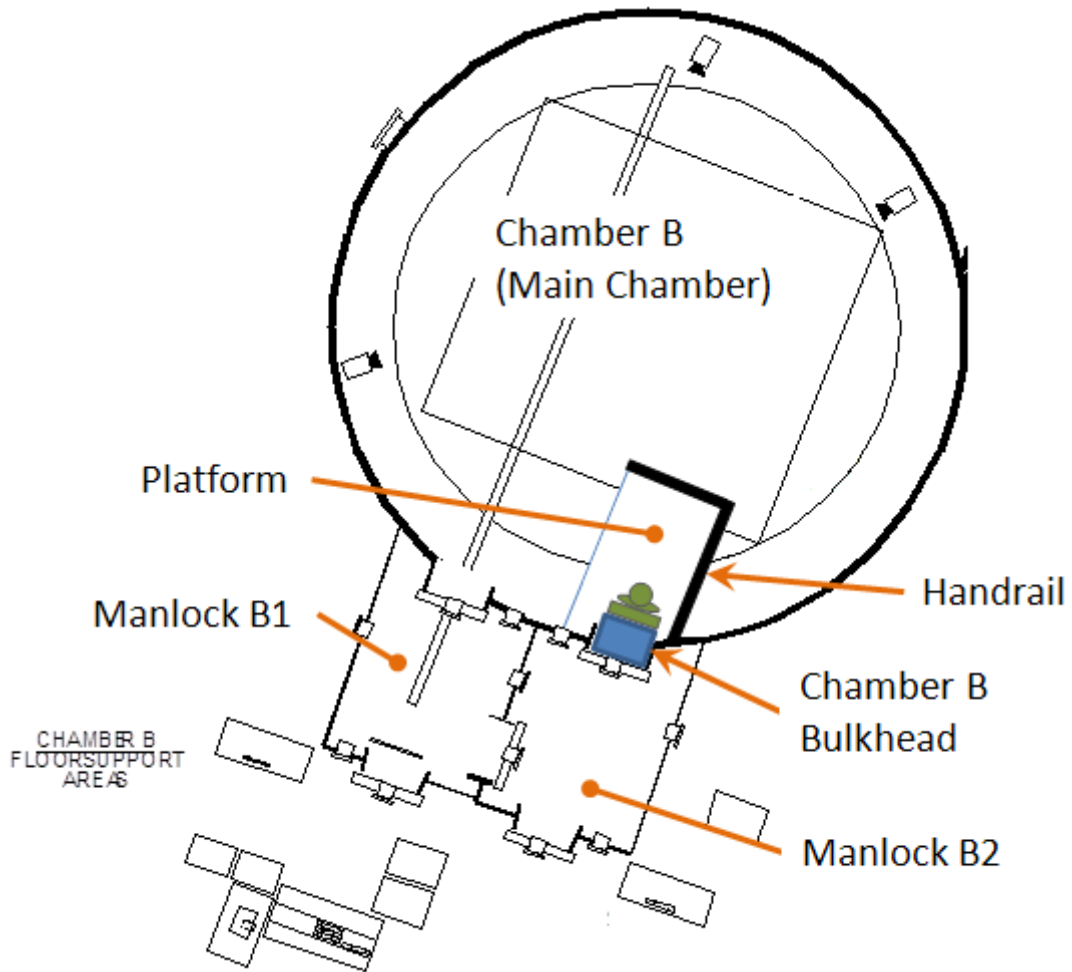 Chamber B
(Main Chamber)
Platform
Handrail
Manlock B1
Chamber B
Bulkhead
CHAMBER B
FLOORSUPPORT
AREAS
Manlock B2